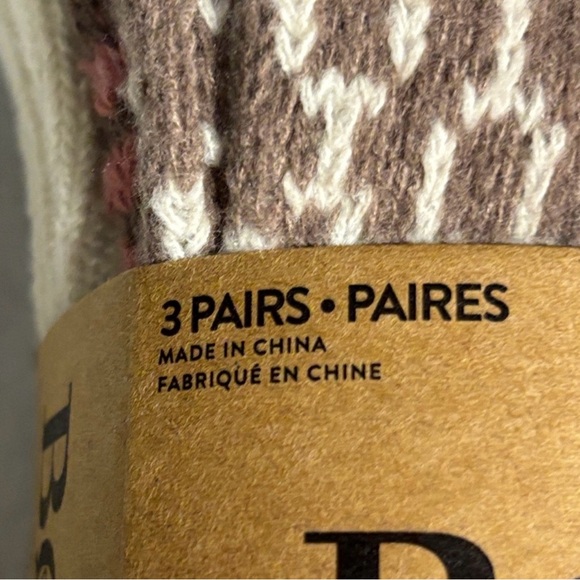 3 PAIRS • PAIRES
MADE IN CHINA
FABRIQUÉ EN CHINE